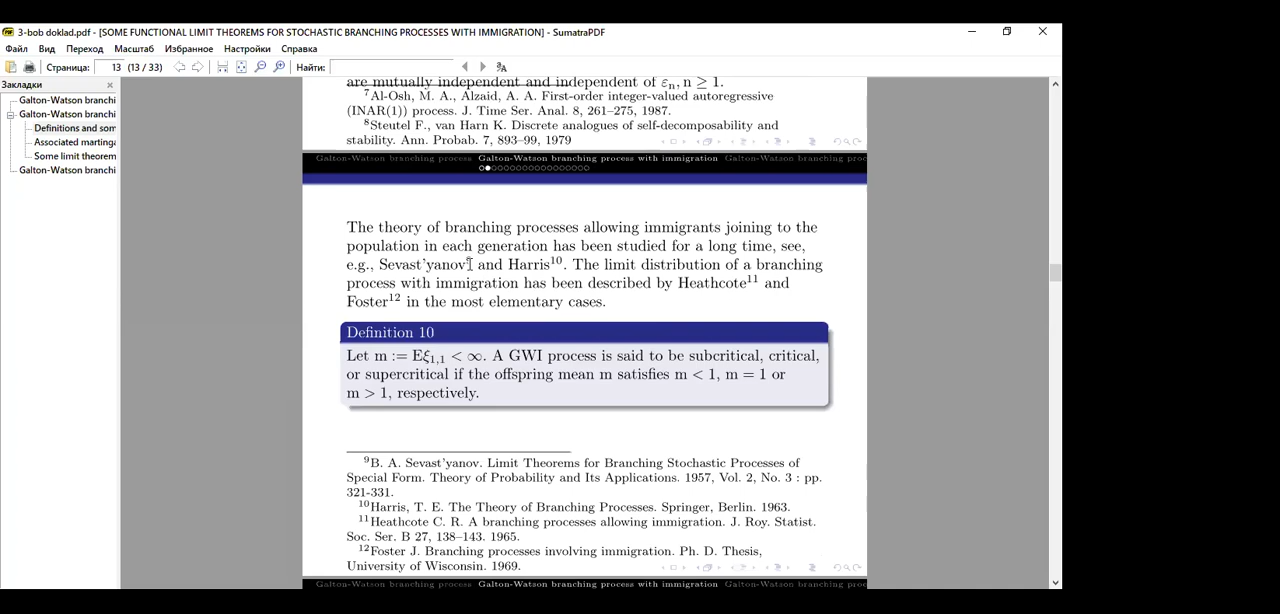 3-bob doklad.pdf - [SOME FUNCTIONAL LIMIT THEOREMS FOR STOCHASTIC BRANCHING PROCESSES WITH IMMIGRATION] - SumatraPDF
Файл Вид Переход Масштаб Избранное Настройки Справка
Страница: 13 (13 / 33) Найти:
Закладки
Galton-Watson branchi
Galton-Watson branchi
Definitions and som
Associated martinga
Some limit theorem
Galton-Watson branchi
are mutually independent and independent of εₙ, n ≥ 1.
⁷Al-Osh, M. A., Alzaid, A. A. First-order integer-valued autoregressive
(INAR(1)) process. J. Time Ser. Anal. 8, 261–275, 1987.
⁸Steutel F., van Harn K. Discrete analogues of self-decomposability and
stability. Ann. Probab. 7, 893–99, 1979
Galton-Watson branching process Galton-Watson branching process with immigration Galton-Watson branching proc
The theory of branching processes allowing immigrants joining to the
population in each generation has been studied for a long time, see,
e.g., Sevast'yanov⁹ and Harris¹⁰. The limit distribution of a branching
process with immigration has been described by Heathcote¹¹ and
Foster¹² in the most elementary cases.
Definition 10
Let m := Eξ₁,₁ < ∞. A GWI process is said to be subcritical, critical,
or supercritical if the offspring mean m satisfies m < 1, m = 1 or
m > 1, respectively.
⁹B. A. Sevast'yanov. Limit Theorems for Branching Stochastic Processes of
Special Form. Theory of Probability and Its Applications. 1957, Vol. 2, No. 3 : pp.
321-331.
¹⁰Harris, T. E. The Theory of Branching Processes. Springer, Berlin. 1963.
¹¹Heathcote C. R. A branching processes allowing immigration. J. Roy. Statist.
Soc. Ser. B 27, 138–143. 1965.
¹²Foster J. Branching processes involving immigration. Ph. D. Thesis,
University of Wisconsin. 1969.
Galton-Watson branching process Galton-Watson branching process with immigration Galton-Watson branching proc